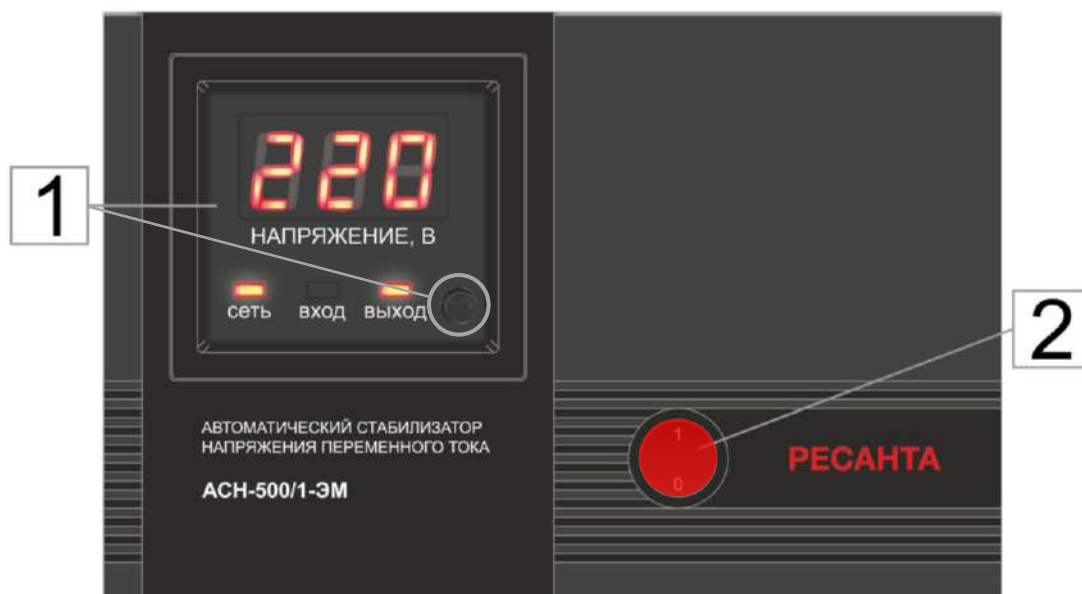 220
НАПРЯЖЕНИЕ, В
сеть вход выход
1
2
АВТОМАТИЧЕСКИЙ СТАБИЛИЗАТОР
НАПРЯЖЕНИЯ ПЕРЕМЕННОГО ТОКА
АСН-500/1-ЭМ
1
0
РЕСАНТА